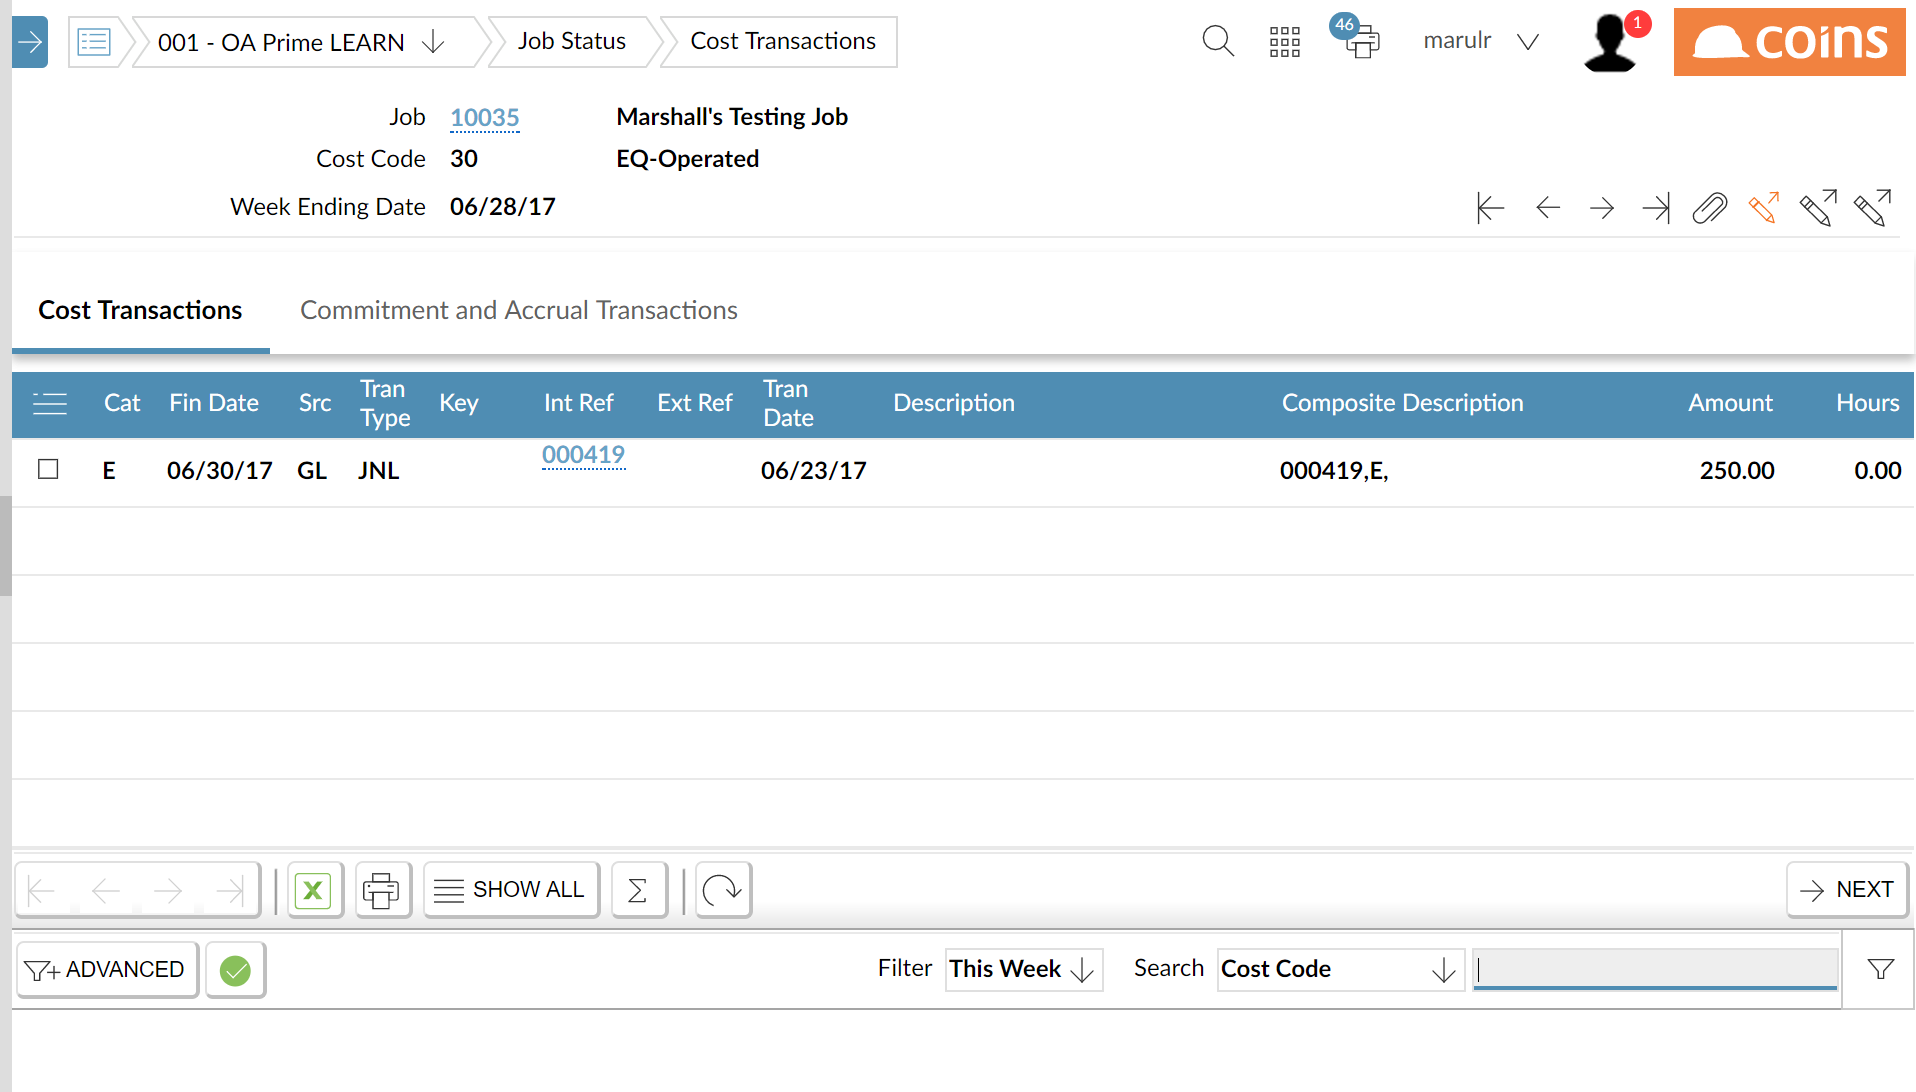 001 - OA Prime LEARN
Job Status
Cost Transactions
46
marulr
1
coins
Job 10035 Marshall's Testing Job
Cost Code 30 EQ-Operated
Week Ending Date 06/28/17
Cost Transactions Commitment and Accrual Transactions
Cat Fin Date Src Tran Type Key Int Ref Ext Ref Tran Date Description Composite Description Amount Hours
E 06/30/17 GL JNL 000419 06/23/17 000419,E, 250.00 0.00
X SHOW ALL Σ NEXT
ADVANCED Filter This Week Search Cost Code